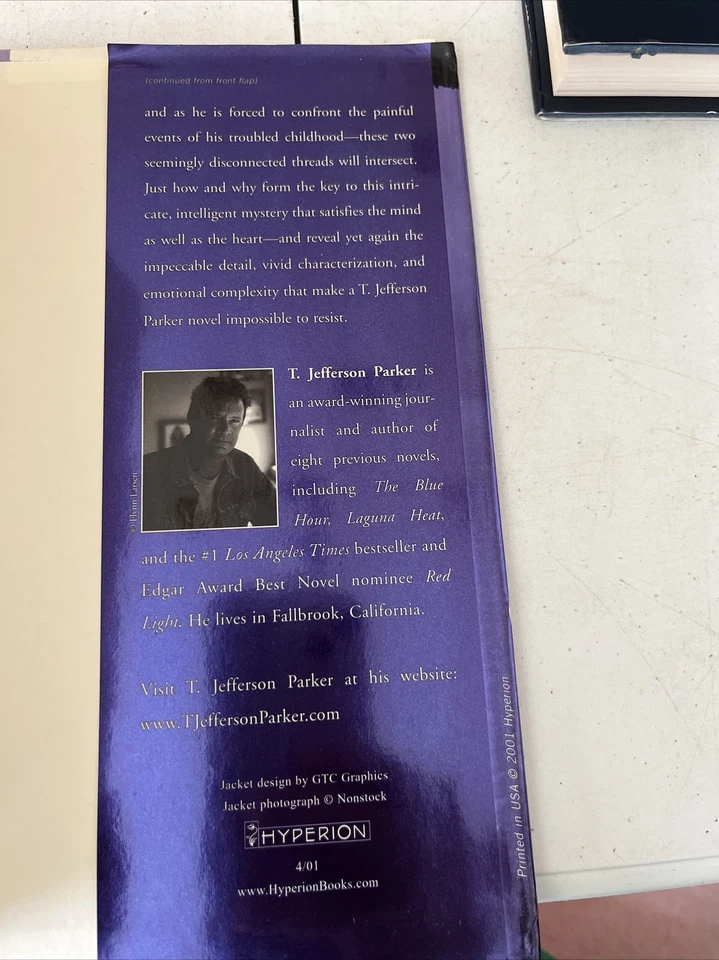 (continued from front flap)
and as he is forced to confront the painful
events of his troubled childhood—these two
seemingly disconnected threads will intersect.
Just how and why form the key to this intri-
cate, intelligent mystery that satisfies the mind
as well as the heart—and reveal yet again the
impeccable detail, vivid characterization, and
emotional complexity that make a T. Jefferson
Parker novel impossible to resist.
T. Jefferson Parker is
an award-winning jour-
nalist and author of
eight previous novels,
including The Blue
Hour, Laguna Heat,
and the #1 Los Angeles Times bestseller and
Edgar Award Best Novel nominee Red
Light. He lives in Fallbrook, California.
© Flynn Larsen
Visit T. Jefferson Parker at his website:
www.TJeffersonParker.com
Jacket design by GTC Graphics
Jacket photograph © Nonstock
HYPERION
4/01
www.HyperionBooks.com
Printed in USA © 2001 Hyperion